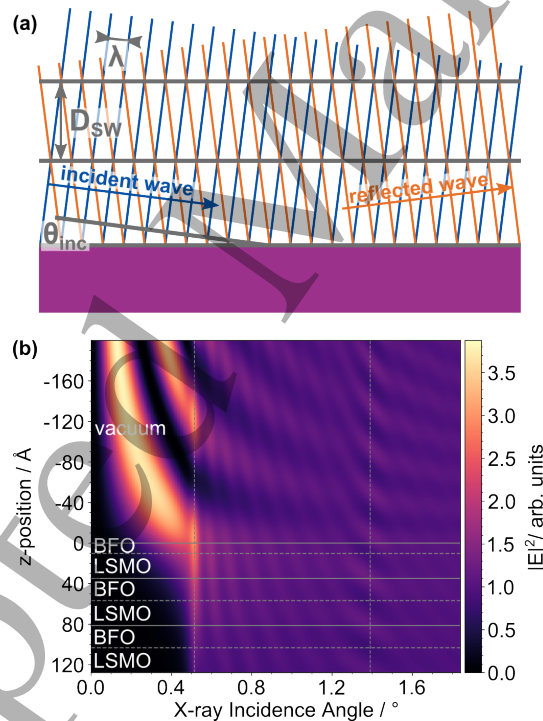 (a)
λ
D_SW
incident wave
reflected wave
θ_inc
(b)
-160
-120
-80
-40
0
40
80
120
z-position / Å
vacuum
BFO
LSMO
BFO
LSMO
BFO
LSMO
0.0
0.4
0.8
1.2
1.6
X-ray Incidence Angle / °
3.5
3.0
2.5
2.0
1.5
1.0
0.5
0.0
|E|²/ arb. units